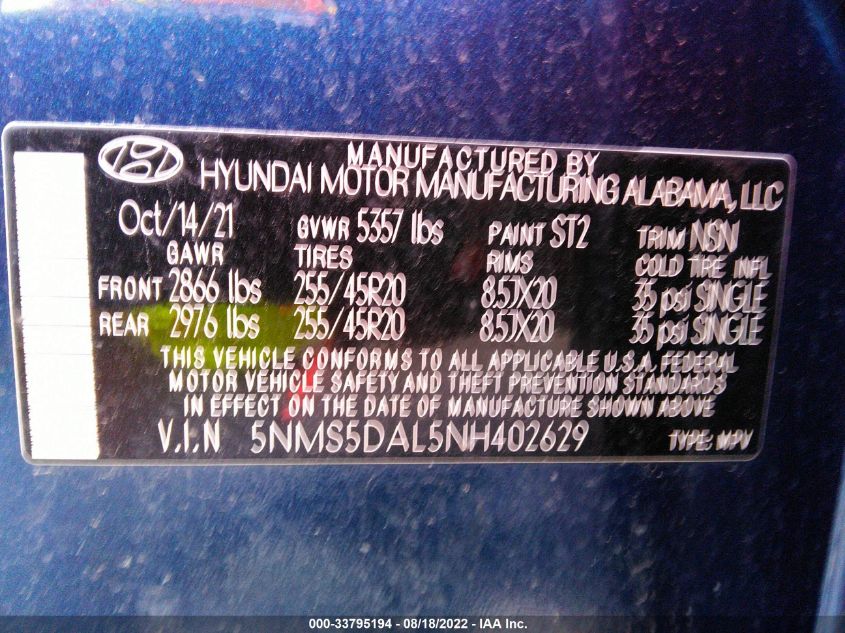 MANUFACTURED BY
HYUNDAI MOTOR MANUFACTURING ALABAMA, LLC
Oct/14/21 GVWR 5357 lbs PAINT ST2 TRIM NSN
GAWR TIRES RIMS COLD TIRE INFL
FRONT 2866 lbs 255/45R20 8.5JX20 35 psi SINGLE
REAR 2976 lbs 255/45R20 8.5JX20 35 psi SINGLE
THIS VEHICLE CONFORMS TO ALL APPLICABLE U.S.A. FEDERAL
MOTOR VEHICLE SAFETY AND THEFT PREVENTION STANDARDS
IN EFFECT ON THE DATE OF MANUFACTURE SHOWN ABOVE
V.I.N 5NMS5DAL5NH402629 TYPE: MPV
000-33795194 - 08/18/2022 - © IAA Inc.